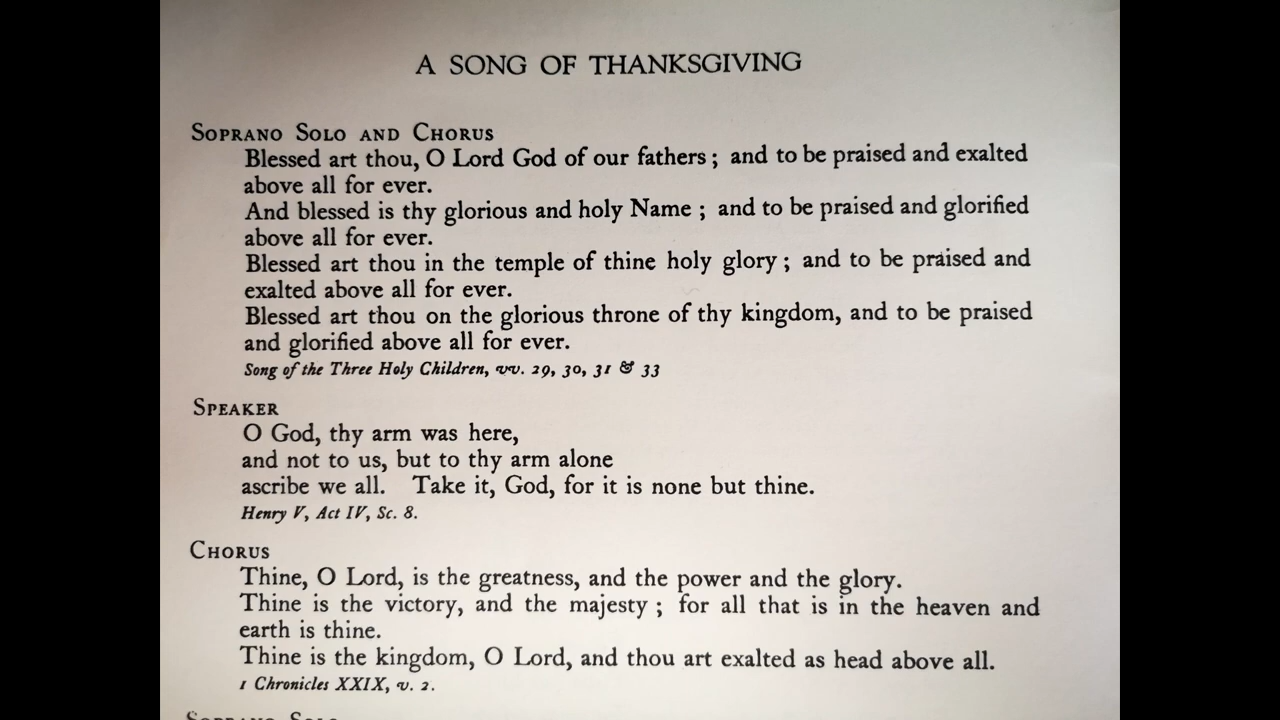 A SONG OF THANKSGIVING
SOPRANO SOLO AND CHORUS
Blessed art thou, O Lord God of our fathers ; and to be praised and exalted
above all for ever.
And blessed is thy glorious and holy Name ; and to be praised and glorified
above all for ever.
Blessed art thou in the temple of thine holy glory ; and to be praised and
exalted above all for ever.
Blessed art thou on the glorious throne of thy kingdom, and to be praised
and glorified above all for ever.
Song of the Three Holy Children, vv. 29, 30, 31 & 33
SPEAKER
O God, thy arm was here,
and not to us, but to thy arm alone
ascribe we all. Take it, God, for it is none but thine.
Henry V, Act IV, Sc. 8.
CHORUS
Thine, O Lord, is the greatness, and the power and the glory.
Thine is the victory, and the majesty ; for all that is in the heaven and
earth is thine.
Thine is the kingdom, O Lord, and thou art exalted as head above all.
1 Chronicles XXIX, v. 2.
SOPRANO SOLO